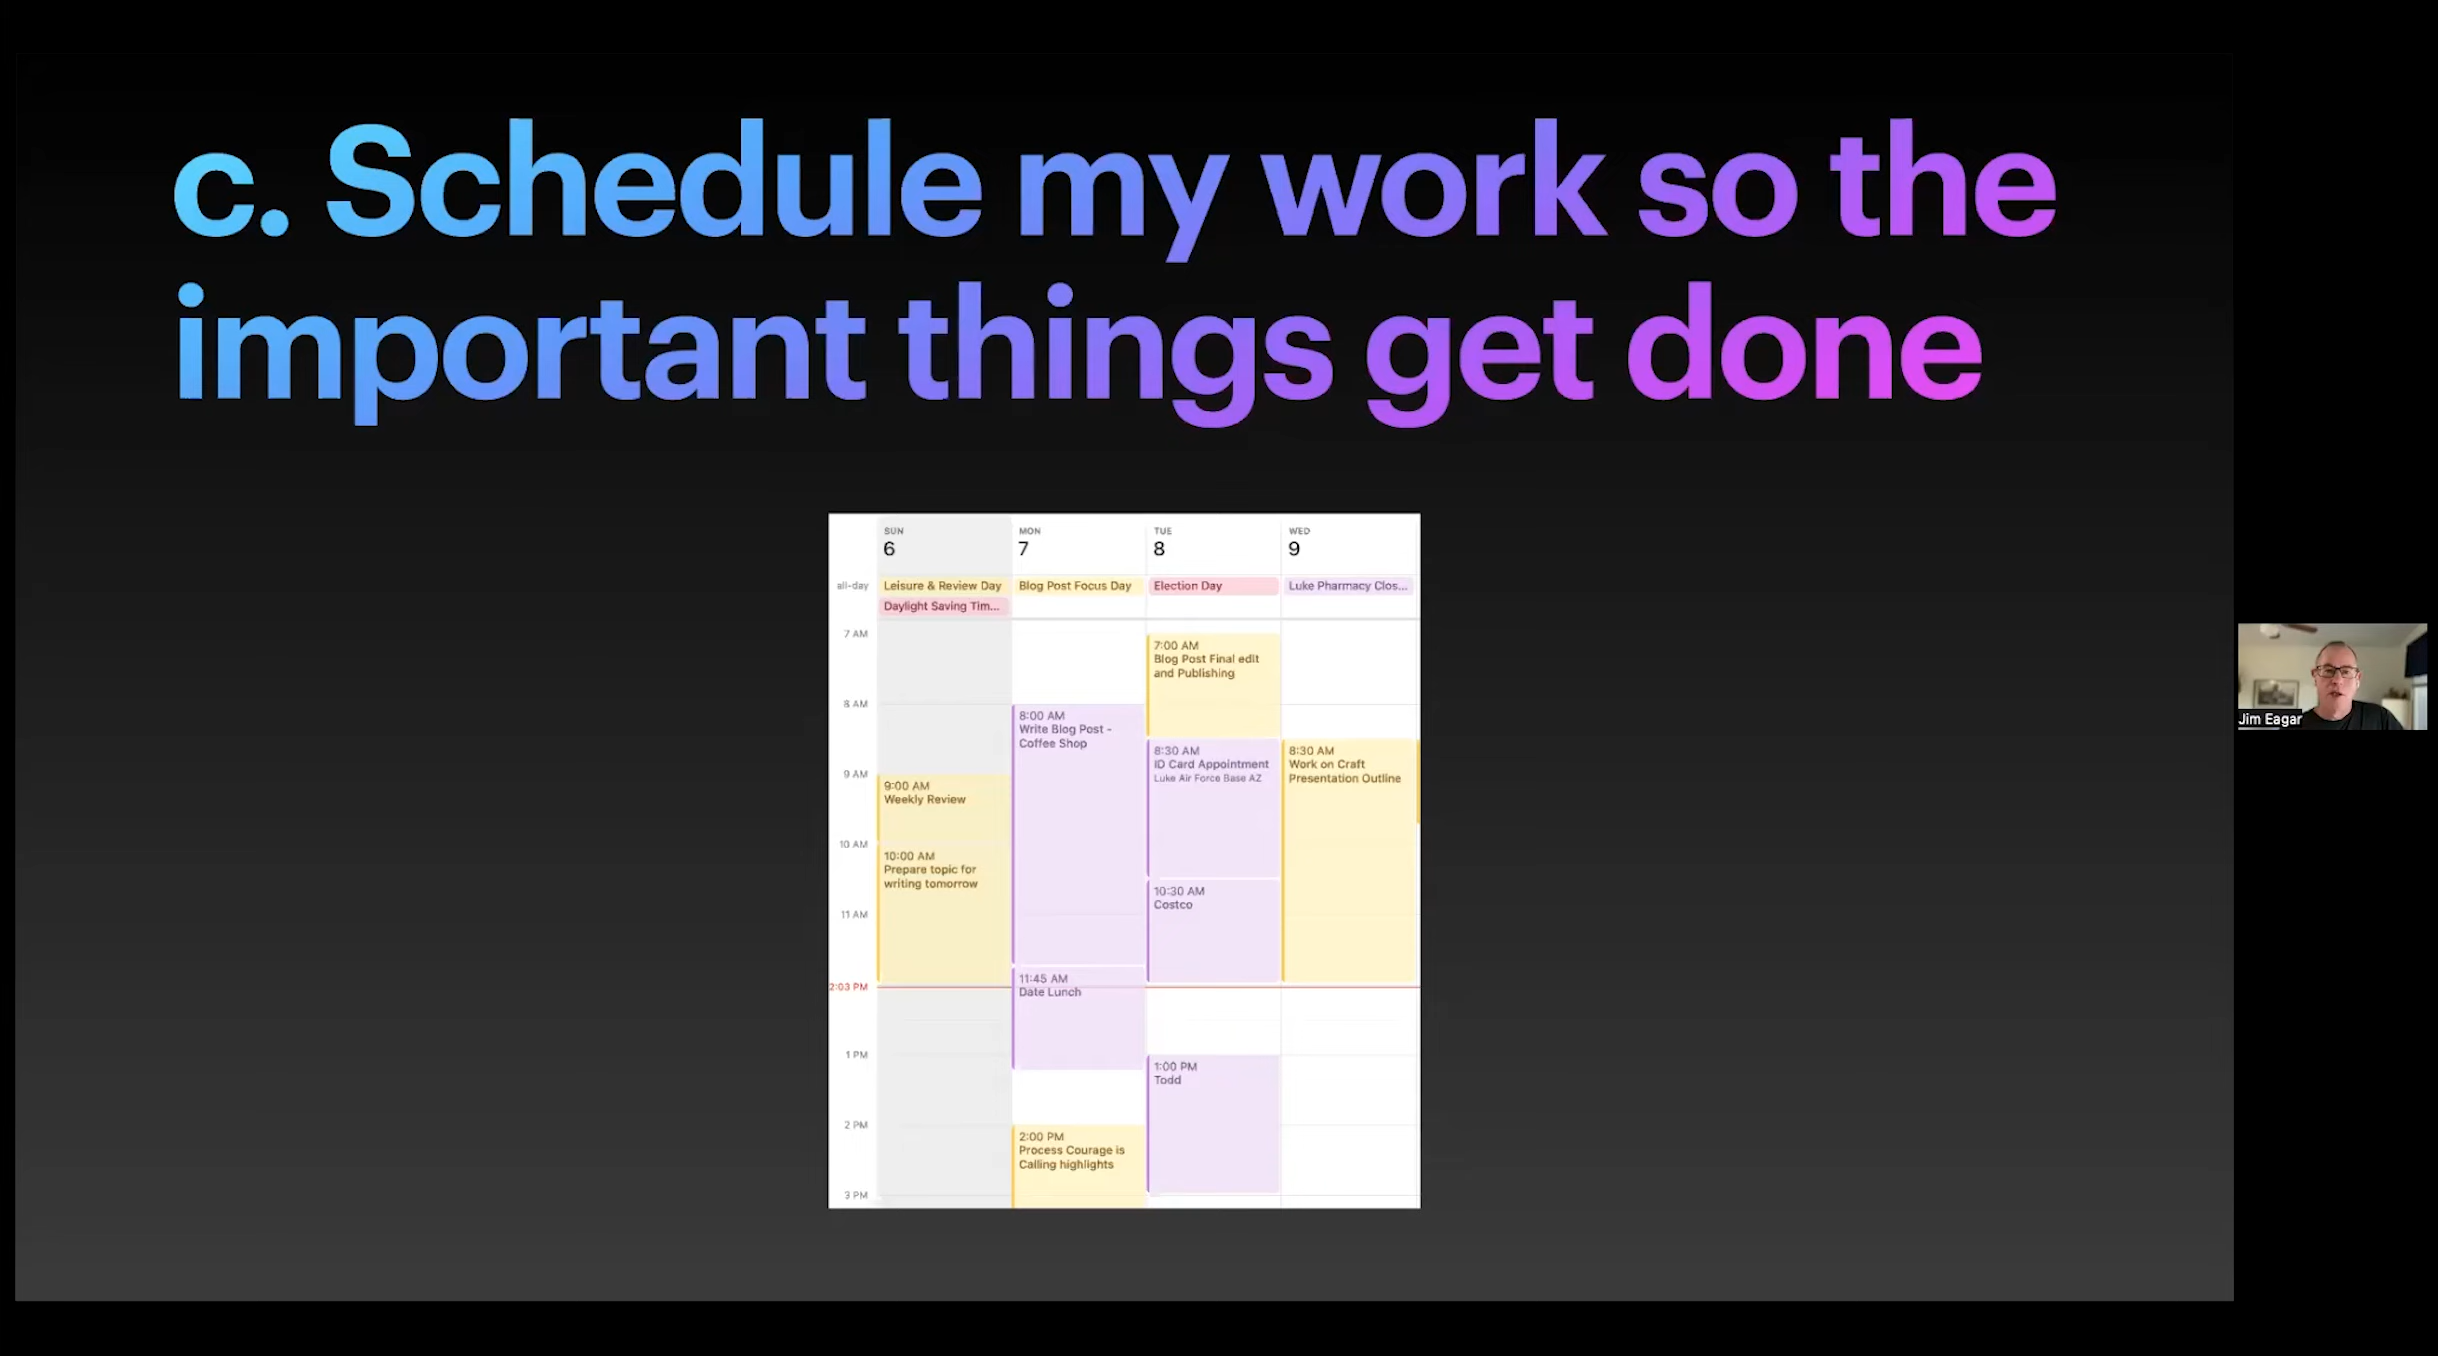 c. Schedule my work so the
important things get done
SUN
6
MON
7
TUE
8
WED
9
all-day
Leisure & Review Day
Daylight Saving Tim...
Blog Post Focus Day
Election Day
Luke Pharmacy Clos...
7 AM
8 AM
9 AM
10 AM
11 AM
2:03 PM
1 PM
2 PM
3 PM
9:00 AM
Weekly Review
10:00 AM
Prepare topic for
writing tomorrow
8:00 AM
Write Blog Post -
Coffee Shop
11:45 AM
Date Lunch
2:00 PM
Process Courage is
Calling highlights
7:00 AM
Blog Post Final edit
and Publishing
8:30 AM
ID Card Appointment
Luke Air Force Base AZ
10:30 AM
Costco
1:00 PM
Todd
8:30 AM
Work on Craft
Presentation Outline
Jim Eagar